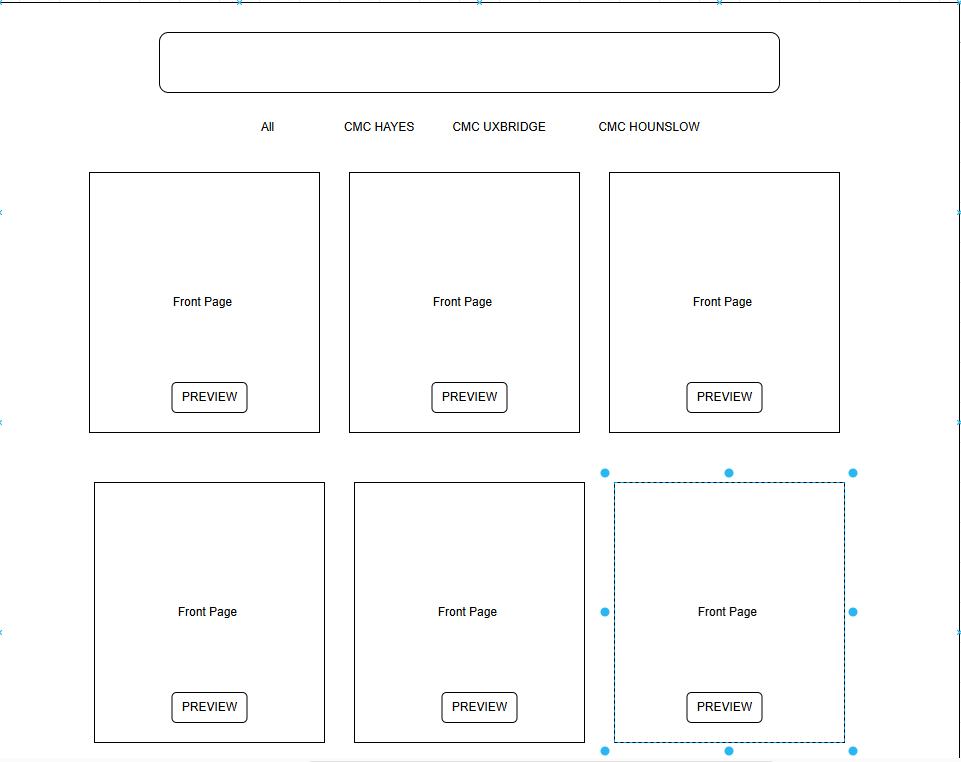 All CMC HAYES CMC UXBRIDGE CMC HOUNSLOW
Front Page Front Page Front Page
PREVIEW PREVIEW PREVIEW
Front Page Front Page Front Page
PREVIEW PREVIEW PREVIEW